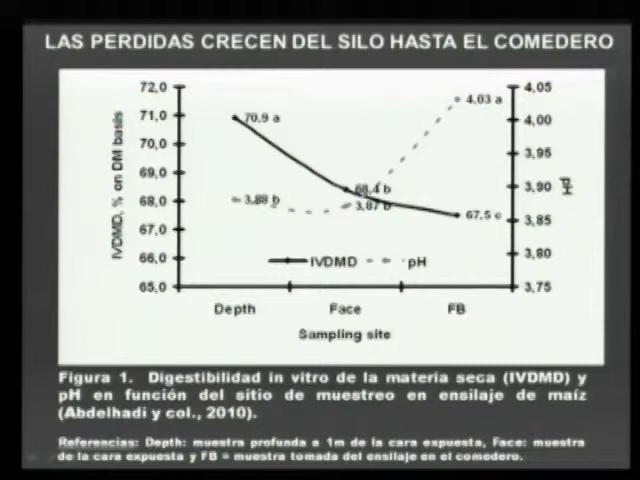 LAS PERDIDAS CRECEN DEL SILO HASTA EL COMEDERO
72,0
71,0
70,0
69,0
68,0
67,0
66,0
65,0
IVDMD, % on DM basis
70.9 a
68,4 b
67,5 c
3,88 b
3,87 b
4,03 a
4,05
4,00
3,95
3,90
3,85
3,80
3,75
pH
IVDMD pH
Depth Face FB
Sampling site
Figura 1. Digestibilidad in vitro de la materia seca (IVDMD) y
pH en función del sitio de muestreo en ensilaje de maíz
(Abdelhadi y col., 2010).
Referencias: Depth: muestra profunda a 1m de la cara expuesta, Face: muestra
de la cara expuesta y FB = muestra tomada del ensilaje en el comedero.